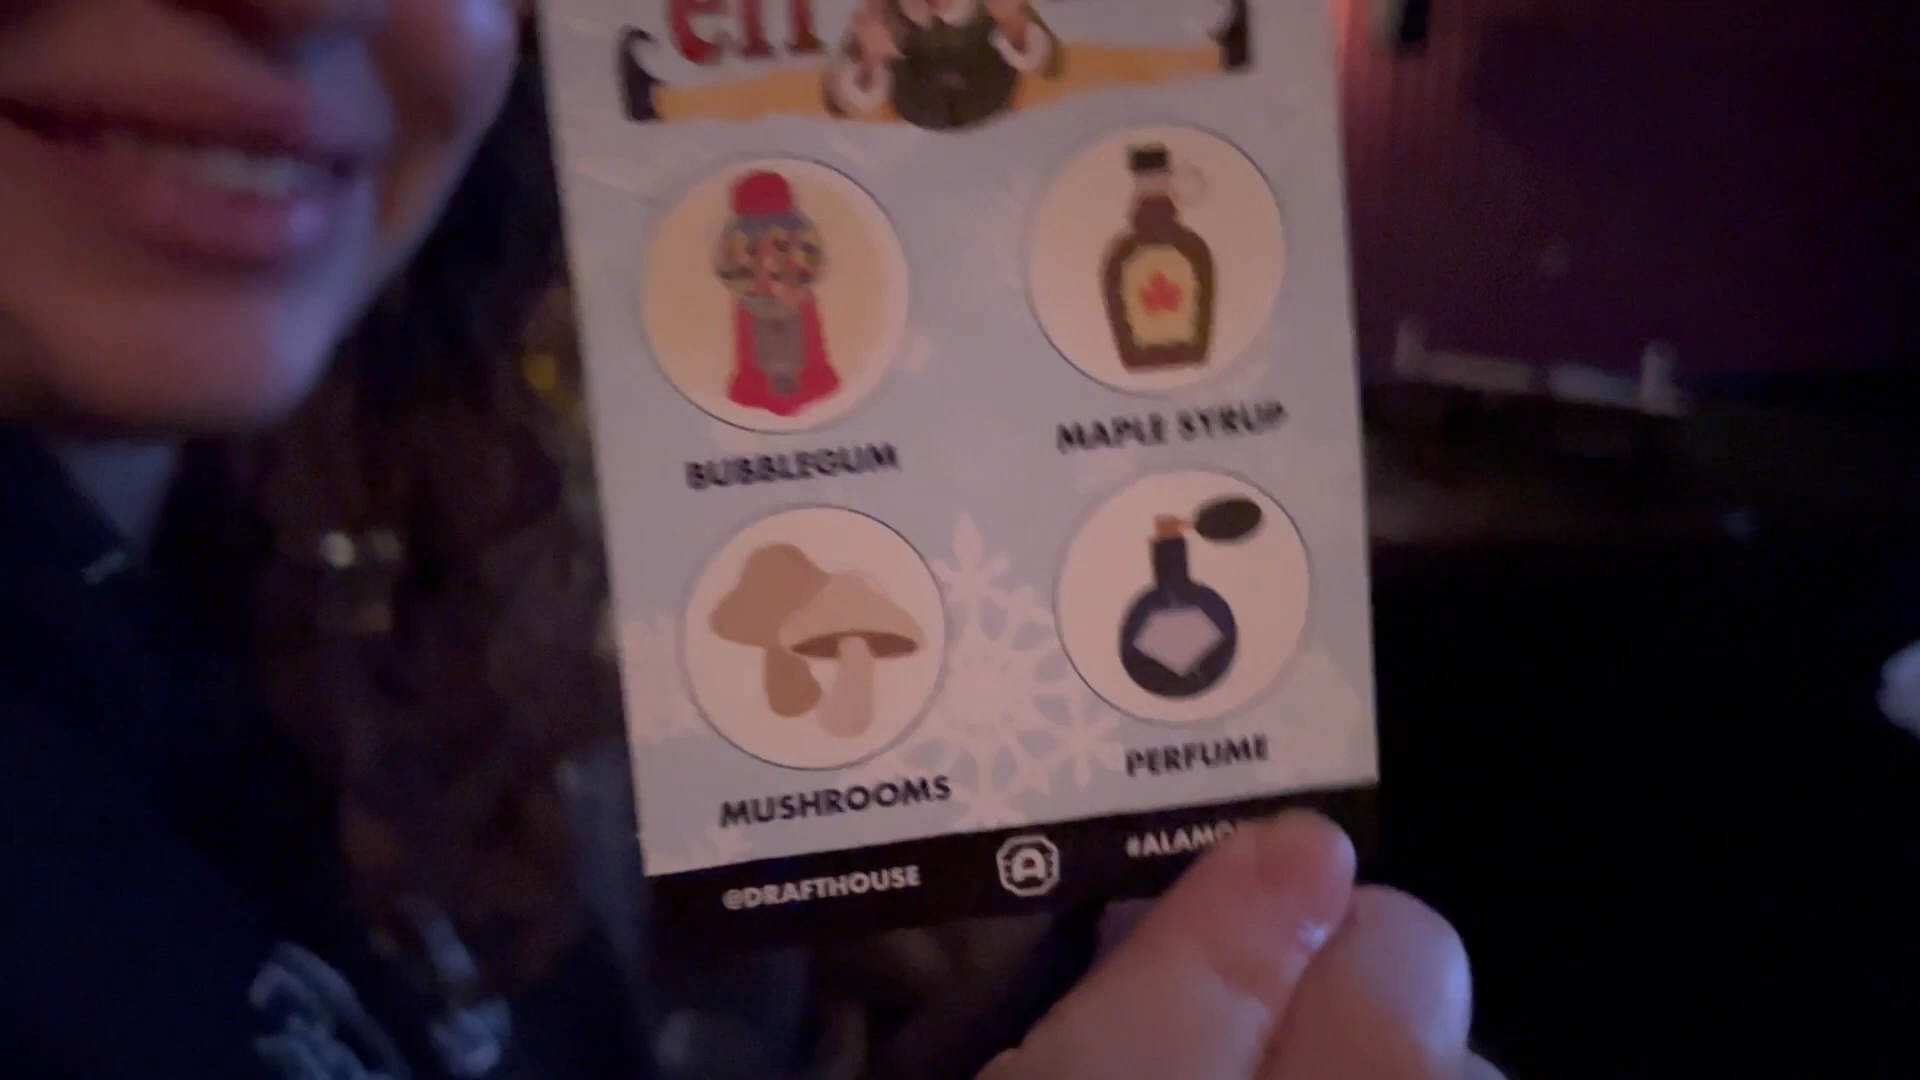 elf
BUBBLEGUM
MAPLE SYRUP
MUSHROOMS
PERFUME
@DRAFTHOUSE
A